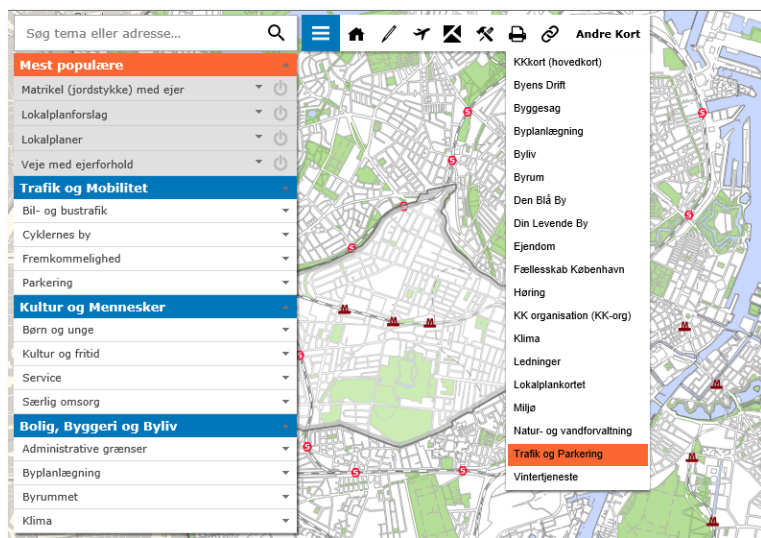 Søg tema eller adresse...
Andre Kort
Mest populære
Matrikel (jordstykke) med ejer
Lokalplanforslag
Lokalplaner
Veje med ejerforhold
Trafik og Mobilitet
Bil- og bustrafik
Cyklernes by
Fremkommelighed
Parkering
Kultur og Mennesker
Børn og unge
Kultur og fritid
Service
Særlig omsorg
Bolig, Byggeri og Byliv
Administrative grænser
Byplanlægning
Byrummet
Klima
KKkort (hovedkort)
Byens Drift
Byggesag
Byplanlægning
Byliv
Byrum
Den Blå By
Din Levende By
Ejendom
Fællesskab København
Høring
KK organisation (KK-org)
Klima
Ledninger
Lokalplankortet
Miljø
Natur- og vandforvaltning
Trafik og Parkering
Vintertjeneste